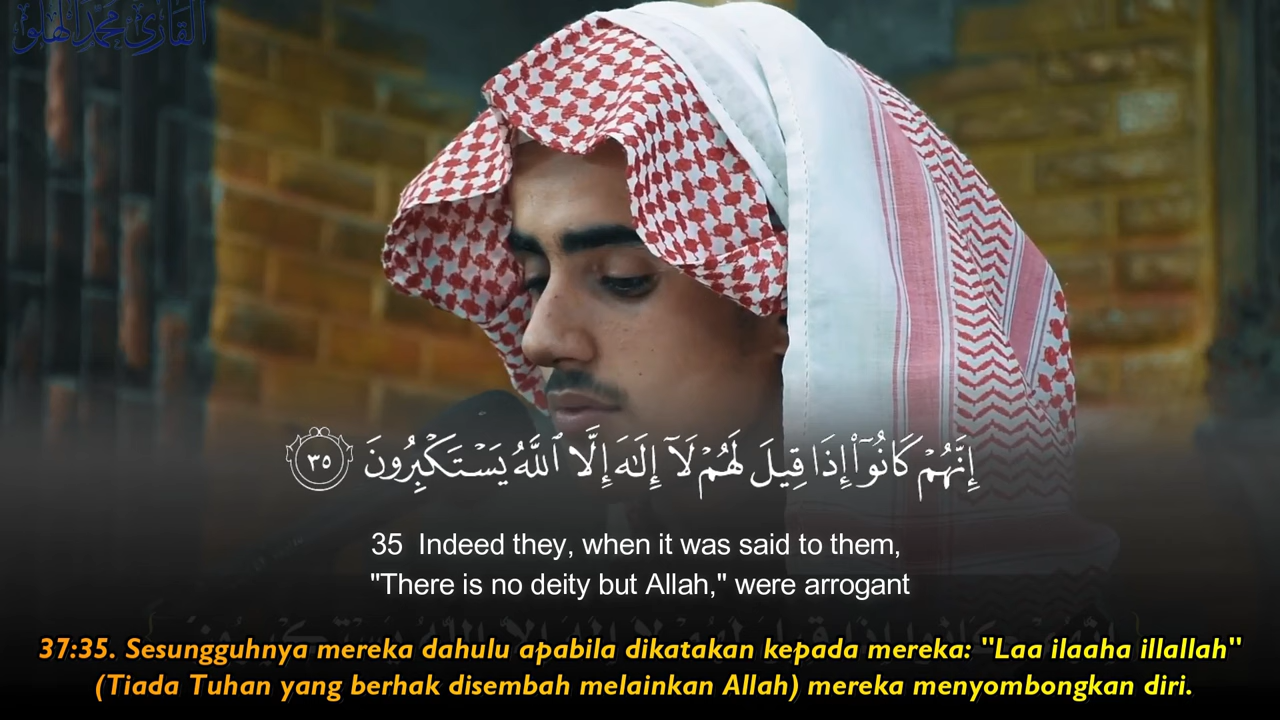 القارئ محمد الهلو
إِنَّهُمْ كَانُوٓا۟ إِذَا قِيلَ لَهُمْ لَآ إِلَٰهَ إِلَّا ٱللَّهُ يَسْتَكْبِرُونَ ٣٥
35 Indeed they, when it was said to them,
"There is no deity but Allah," were arrogant
37:35. Sesungguhnya mereka dahulu apabila dikatakan kepada mereka: "Laa ilaaha illallah"
(Tiada Tuhan yang berhak disembah melainkan Allah) mereka menyombongkan diri.